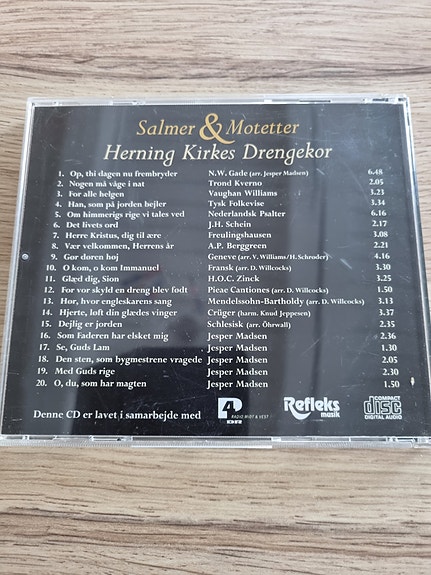 Salmer & Motetter
Herning Kirkes Drengekor
1. Op, thi dagen nu frembryder N.W. Gade (arr. Jesper Madsen) 6.48
2. Nogen må våge i nat Trond Kverno 2.05
3. For alle helgen Vaughan Williams 3.23
4. Han, som på jorden bejler Tysk Folkevise 3.34
5. Om himmerigs rige vi tales ved Nederlandsk Psalter 6.16
6. Det livets ord J.H. Schein 2.17
7. Herre Kristus, dig til ære Freulingshausen 3.08
8. Vær velkommen, Herrens år A.P. Berggreen 2.21
9. Gør døren høj Geneve (arr. V. Williams/H. Schrøder) 4.16
10. O kom, o kom Immanuel Fransk (arr. D. Willcocks) 3.30
11. Glæd dig, Sion H.O.C. Zinck 3.25
12. For vor skyld en dreng blev født Pieae Cantiones (arr. D. Willcocks) 1.50
13. Hør, hvor engleskarens sang Mendelssohn-Bartholdy (arr. D. Willcocks) 3.13
14. Hjerte, løft din glædes vinger Crüger (harm. Knud Jeppesen) 3.37
15. Dejlig er jorden Schlesisk (arr. Öhrwall) 2.35
16. Som Faderen har elsket mig Jesper Madsen 2.36
17. Se, Guds Lam Jesper Madsen 1.30
18. Den sten, som bygmestrene vragede Jesper Madsen 2.05
19. Med Guds rige Jesper Madsen 2.30
20. O, du, som har magten Jesper Madsen 1.50
Denne CD er lavet i samarbejde med
P4
RADIO MIDT & VEST
DR
Refleks
musik
COMPACT
disc
DIGITAL AUDIO